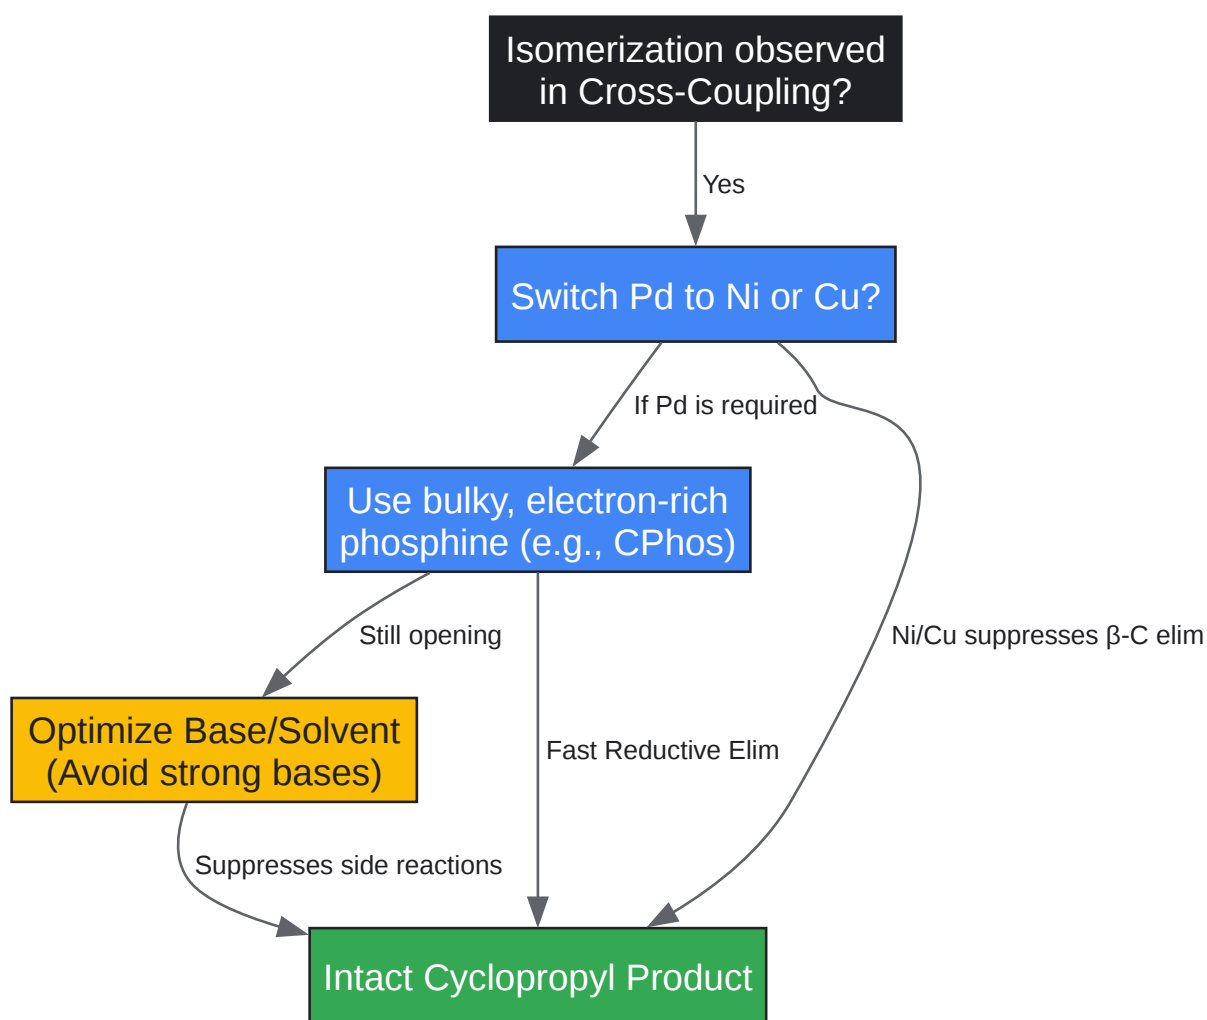 Isomerization observed
in Cross-Coupling?
Yes
Switch Pd to Ni or Cu?
If Pd is required
Use bulky, electron-rich
phosphine (e.g., CPhos)
Still opening
Ni/Cu suppresses β-C elim
Optimize Base/Solvent
(Avoid strong bases)
Fast Reductive Elim
Suppresses side reactions
Intact Cyclopropyl Product